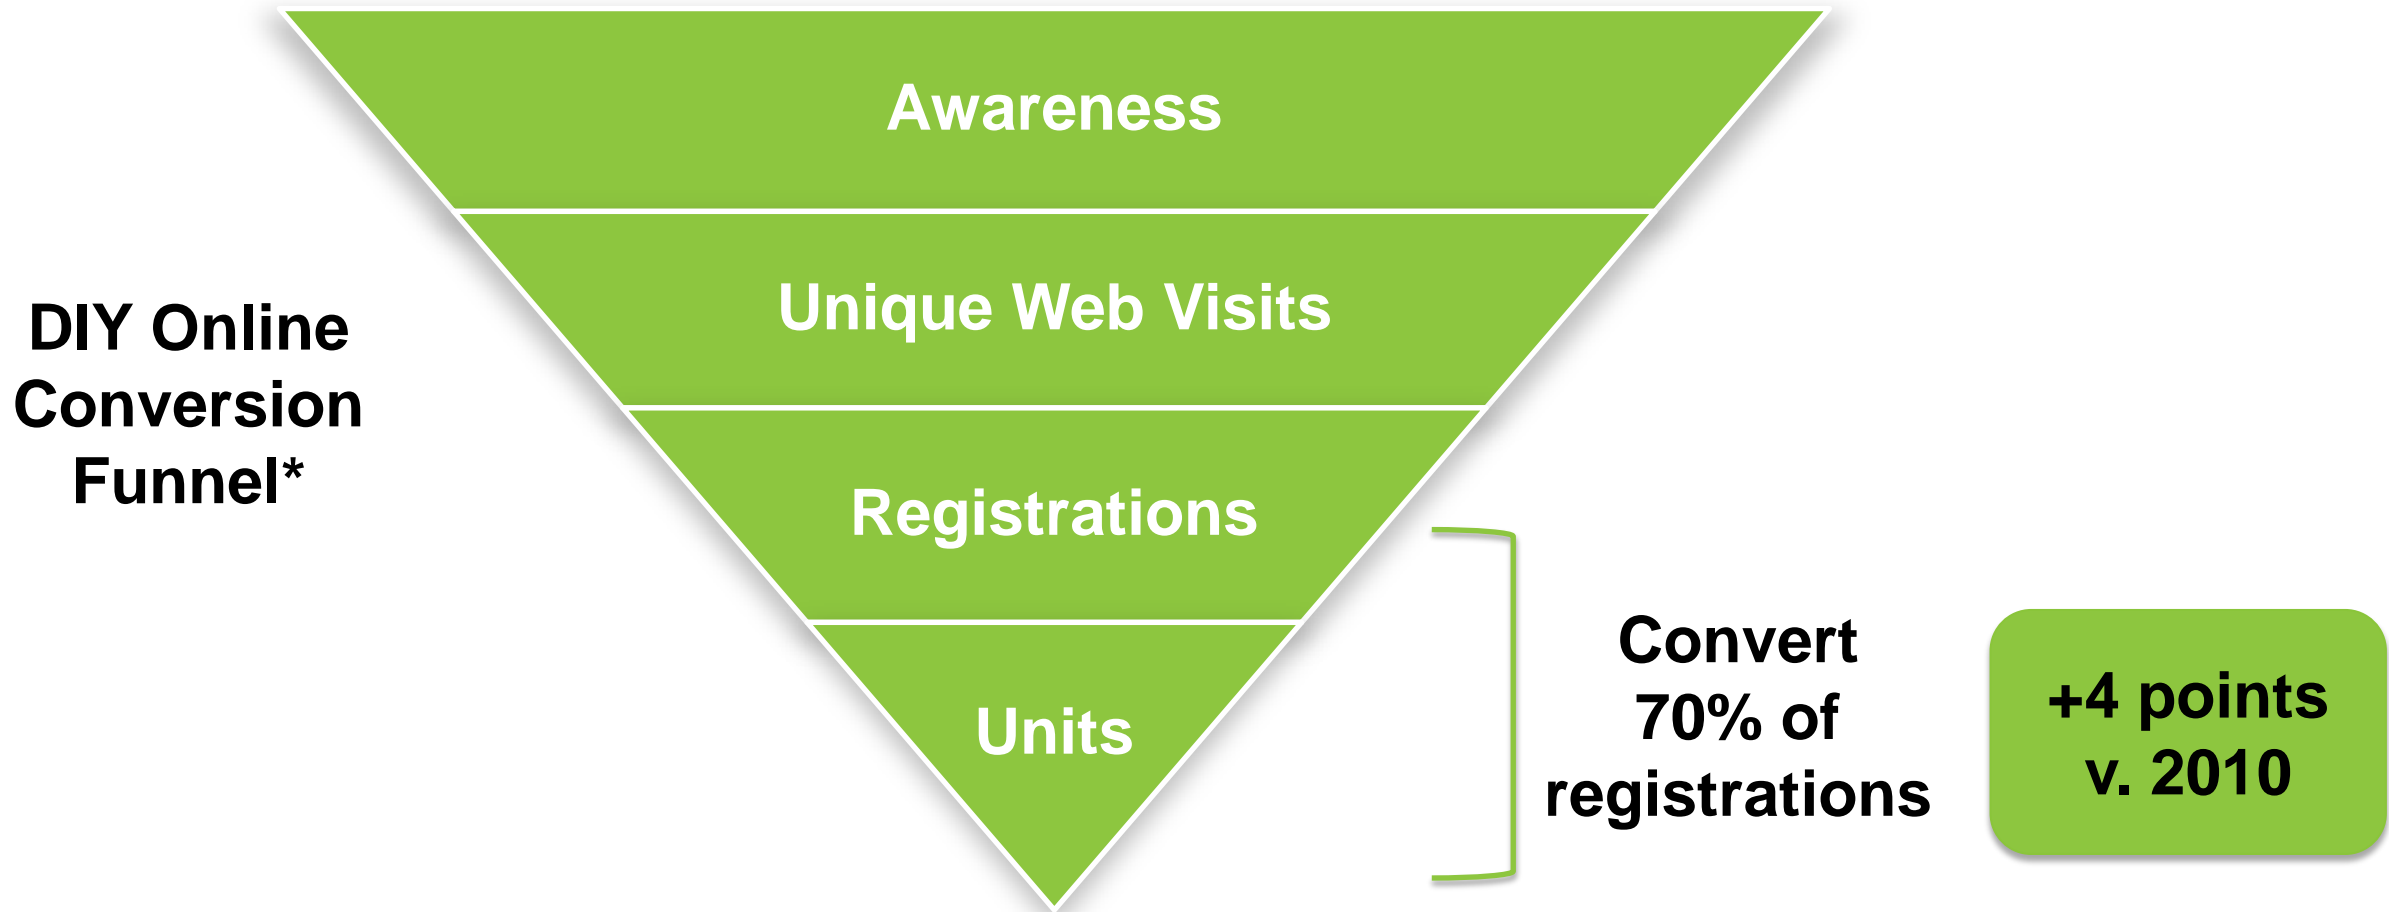 Awareness
Unique Web Visits
DIY Online
Conversion
Funnel*
Registrations
Units
Convert
70% of
registrations
+4 points
v. 2010